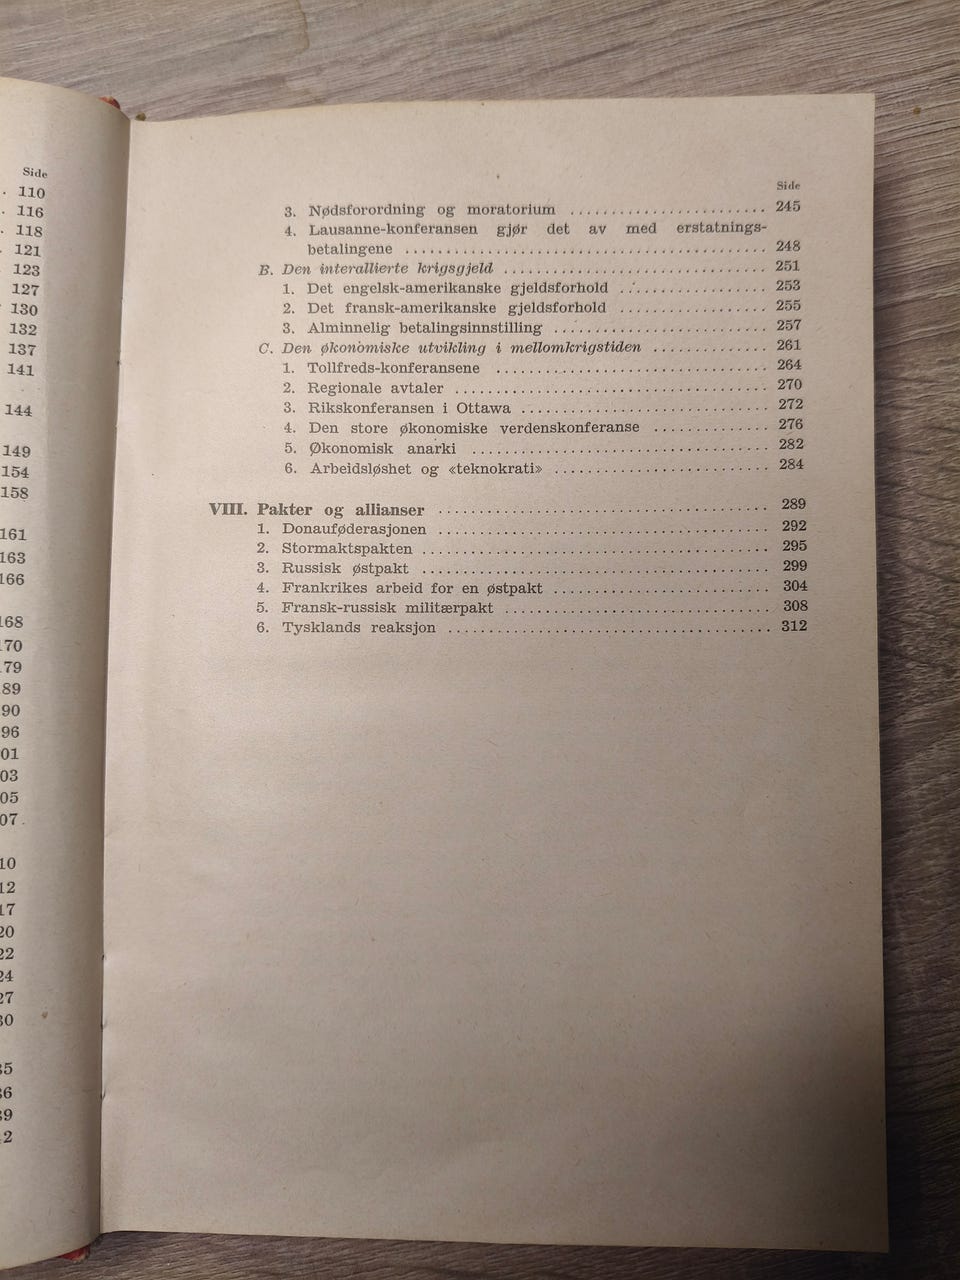 Side
. 110
. 116
. 118
. 121
. 123
127
130
132
137
141
144
149
154
158
161
163
166
168
170
179
Side
3. Nødsforordning og moratorium ........................ 245
4. Lausanne-konferansen gjør det av med erstatnings-
betalingene ............................................ 248
B. Den interallierte krigsgjeld ................................ 251
1. Det engelsk-amerikanske gjeldsforhold .................. 253
2. Det fransk-amerikanske gjeldsforhold .................. 255
3. Alminnelig betalingsinnstilling .......................... 257
C. Den økonomiske utvikling i mellomkrigstiden .............. 261
1. Tollfreds-konferansene ................................. 264
2. Regionale avtaler ...................................... 270
3. Rikskonferansen i Ottawa .............................. 272
4. Den store økonomiske verdenskonferanse .............. 276
5. Økonomisk anarki .................................... 282
6. Arbeidsløshet og «teknokrati» .......................... 284
VIII. Pakter og allianser ........................................ 289
1. Donauføderasjonen ........................................ 292
2. Stormaktspakten .......................................... 295
3. Russisk østpakt .......................................... 299
4. Frankrikes arbeid for en østpakt .......................... 304
5. Fransk-russisk militærpakt ................................ 308
6. Tysklands reaksjon ........................................ 312